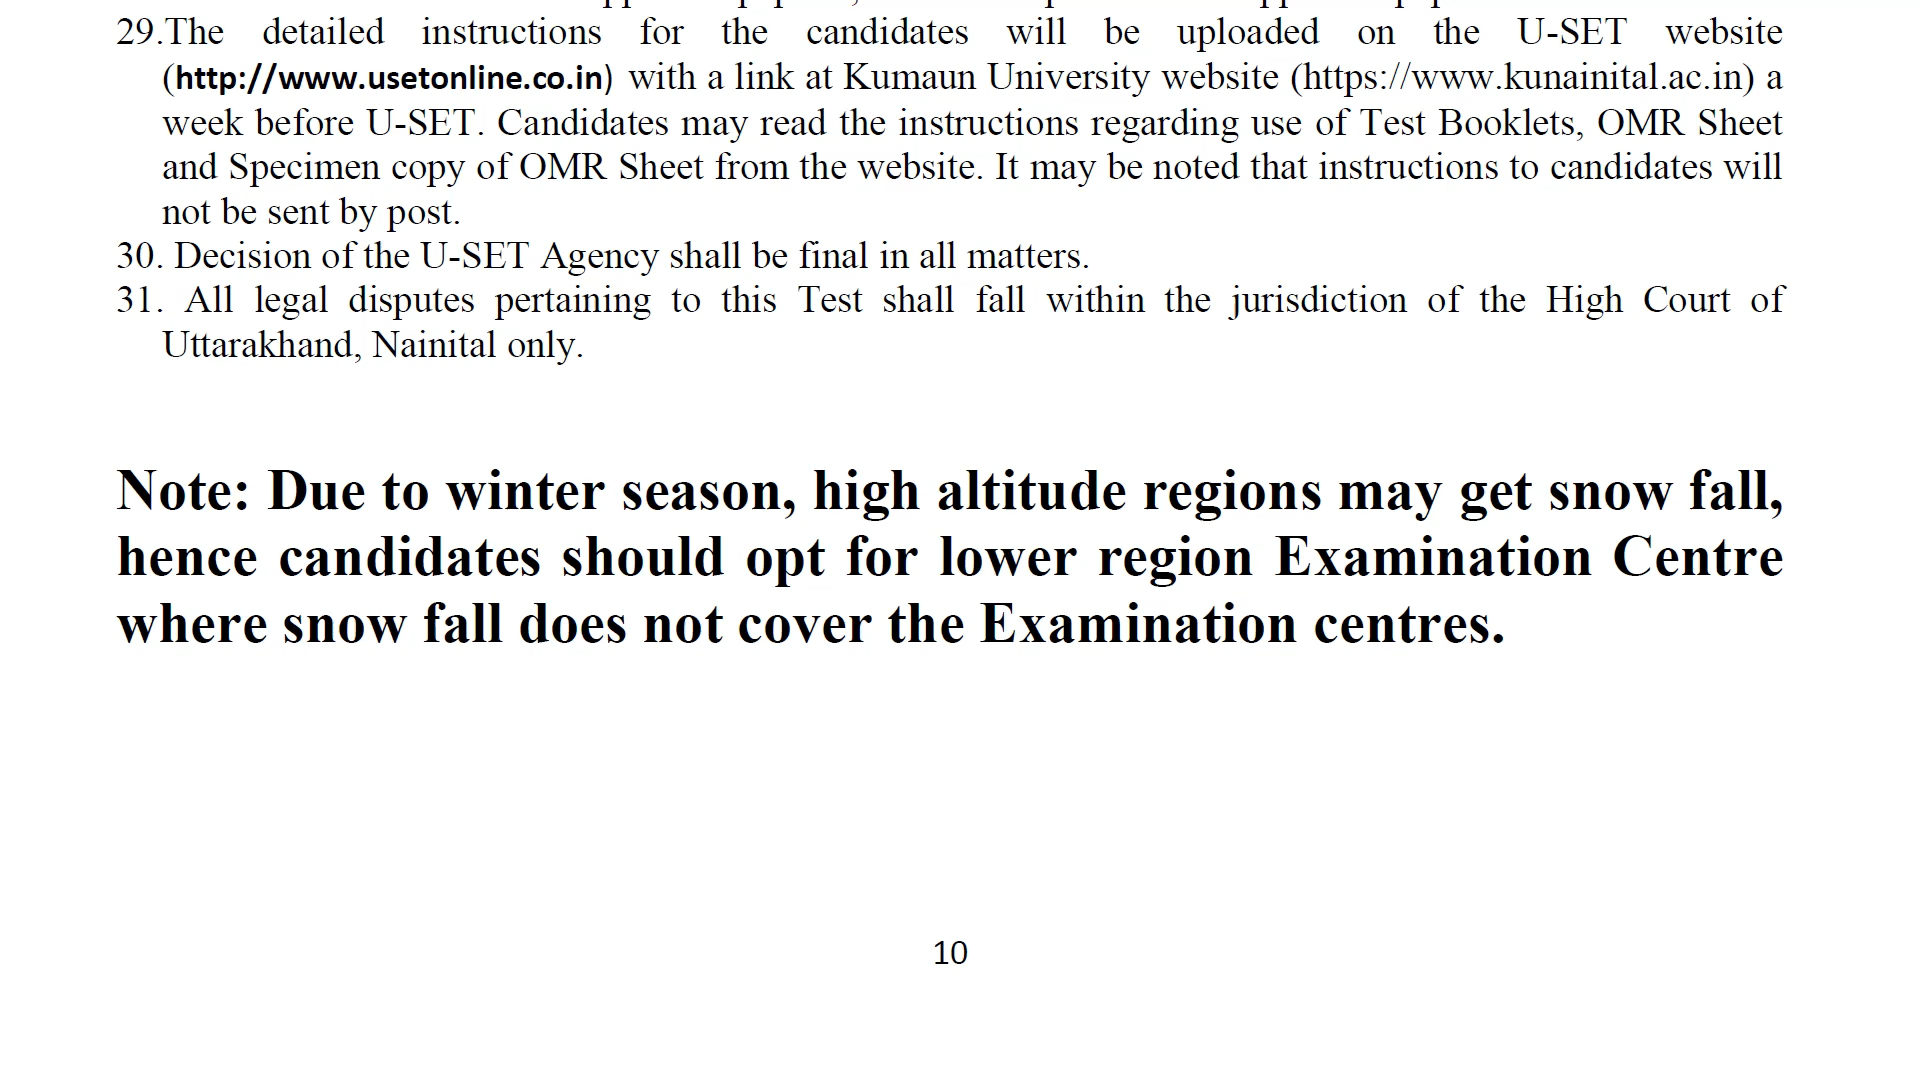 29.The detailed instructions for the candidates will be uploaded on the U-SET website
(http://www.usetonline.co.in) with a link at Kumaun University website (https://www.kunainital.ac.in) a
week before U-SET. Candidates may read the instructions regarding use of Test Booklets, OMR Sheet
and Specimen copy of OMR Sheet from the website. It may be noted that instructions to candidates will
not be sent by post.
30. Decision of the U-SET Agency shall be final in all matters.
31. All legal disputes pertaining to this Test shall fall within the jurisdiction of the High Court of
Uttarakhand, Nainital only.
Note: Due to winter season, high altitude regions may get snow fall,
hence candidates should opt for lower region Examination Centre
where snow fall does not cover the Examination centres.
10